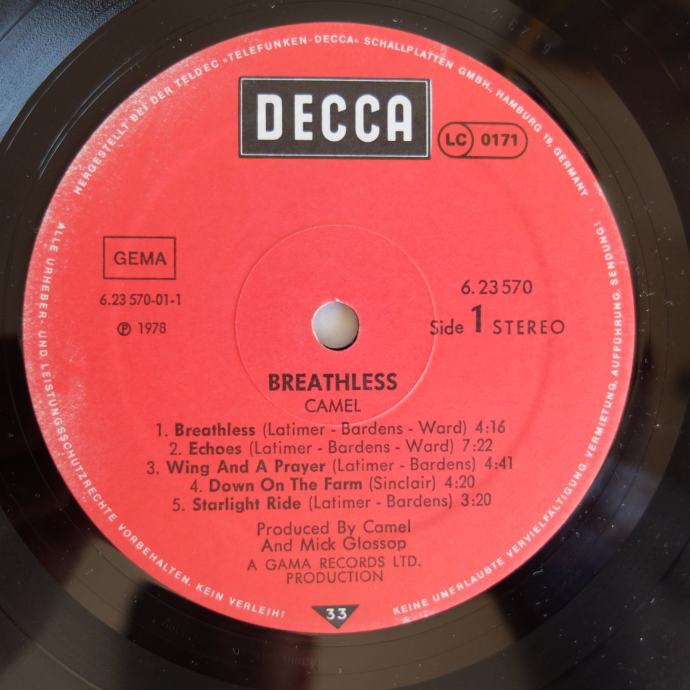 HERGESTELLT BEI DER TELDEC »TELEFUNKEN-DECCA« SCHALLPLATTEN GMBH., HAMBURG 19, GERMANY
DECCA
LC 0171
GEMA
6.23 570-01-1
℗ 1978
6.23 570
Side 1 STEREO
BREATHLESS
CAMEL
1. Breathless (Latimer - Bardens - Ward) 4:16
2. Echoes (Latimer - Bardens - Ward) 7:22
3. Wing And A Prayer (Latimer - Bardens) 4:41
4. Down On The Farm (Sinclair) 4:20
5. Starlight Ride (Latimer - Bardens) 3:20
Produced By Camel
And Mick Glossop
A GAMA RECORDS LTD.
PRODUCTION
33
ALLE URHEBER- UND LEISTUNGSSCHUTZRECHTE VORBEHALTEN. KEIN VERLEIH!
KEINE UNERLAUBTE VERVIELFÄLTIGUNG, VERMIETUNG, AUFFÜHRUNG, SENDUNG!